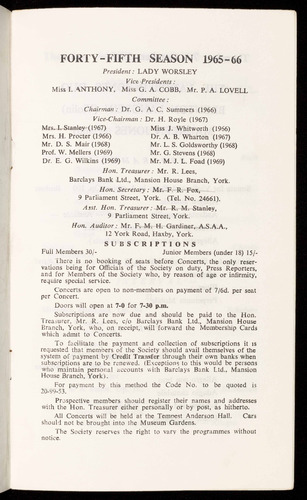 FORTY-FIFTH SEASON 1965-66
President: LADY WORSLEY
Vice Presidents:
Miss I. ANTHONY, Miss G. A. COBB, Mr. P. A. LOVELL
Committee:
Chairman: Dr. G. A. C. Summers (1966)
Vice-Chairman: Dr. H. Royle (1967)
Mrs. I. Stanley (1967) Miss J. Whitworth (1966)
Mrs. H. Procter (1966) Dr. A. B. Wharton (1967)
Mr. D. S. Mair (1968) Mr. L. S. Goldsworthy (1968)
Prof. W. Mellers (1969) Mr. G. Stevens (1968)
Dr. E. G. Wilkins (1969) Mr. M. J. L. Foad (1969)
Hon. Treasurer: Mr. R. Lees,
Barclays Bank Ltd., Mansion House Branch, York.
Hon. Secretary: Mr. F. R. Fox,
9 Parliament Street, York. (Tel. No. 24661).
Asst. Hon. Treasurer: Mr. R. M. Stanley,
9 Parliament Street, York.
Hon. Auditor: Mr. F. M. H. Gardiner, A.S.A.A.,
12 York Road, Haxby, York.
SUBSCRIPTIONS
Full Members 30/- Junior Members (under 18) 15/-
There is no booking of seats before Concerts, the only reser-
vations being for Officials of the Society on duty, Press Reporters,
and for Members of the Society who, by reason of age or infirmity,
require special service.
Concerts are open to non-members on payment of 7/6d. per seat
per Concert.
Doors will open at 7-0 for 7-30 p.m.
Subscriptions are now due and should be paid to the Hon.
Treasurer, Mr. R. Lees, c/o Barclays Bank Ltd., Mansion House
Branch, York, who, on receipt, will forward the Membership Cards
which admit to Concerts.
To facilitate the payment and collection of subscriptions it is
requested that members of the Society should avail themselves of the
system of payment by Credit Transfer through their own banks when
subscriptions are to be renewed. (Exceptions to this would be persons
who maintain personal accounts with Barclays Bank Ltd., Mansion
House Branch, York).
For payment by this method the Code No. to be quoted is
20-99-53.
Prospective members should register their names and addresses
with the Hon. Treasurer either personally or by post, as hitherto.
All Concerts will be held at the Tempest Anderson Hall. Cars
should not be brought into the Museum Gardens.
The Society reserves the right to vary the programmes without
notice.